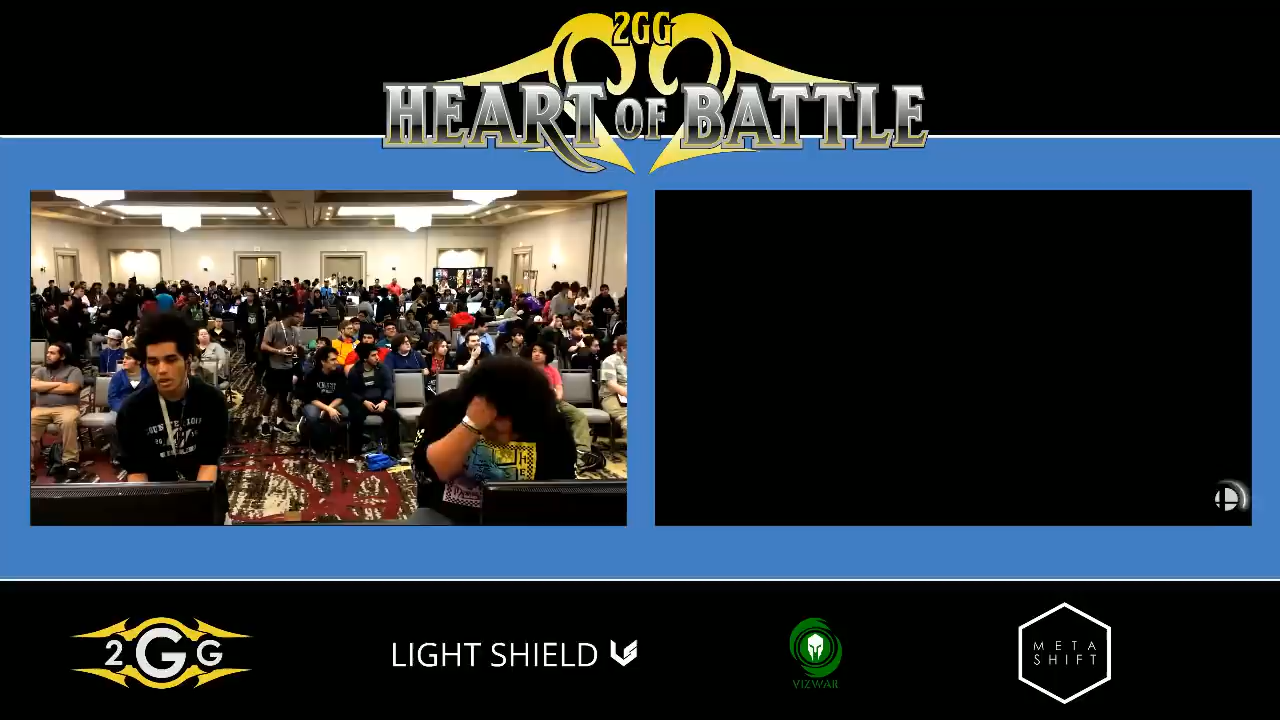 2GG
HEART OF BATTLE
2GG
LIGHT SHIELD
VIZWAR
META
SHIFT